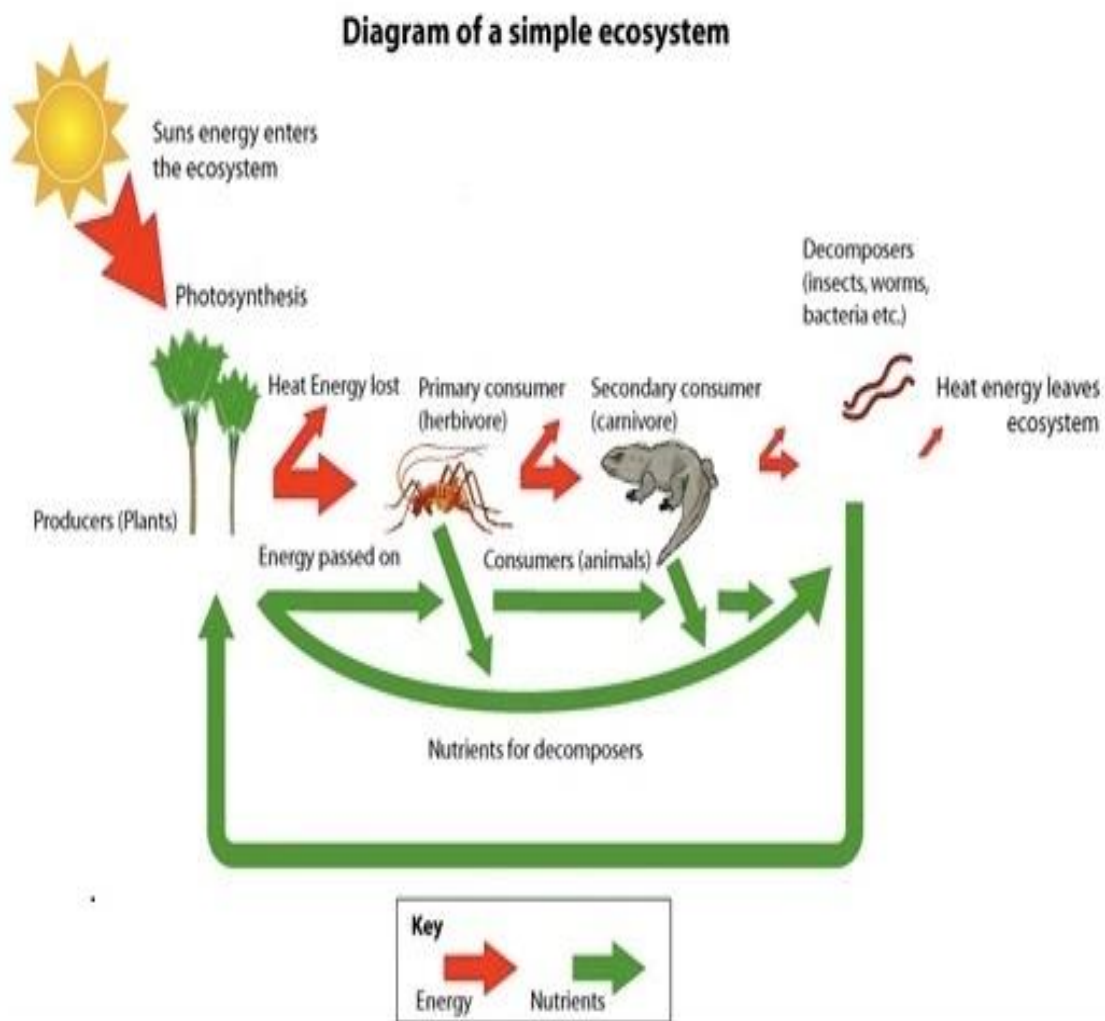 Diagram of a simple ecosystem
Suns energy enters
the ecosystem
Photosynthesis
Decomposers
(insects, worms,
bacteria etc.)
Heat Energy lost
Primary consumer
(herbivore)
Secondary consumer
(carnivore)
Heat energy leaves
ecosystem
Producers (Plants)
Energy passed on
Consumers (animals)
Nutrients for decomposers
Key
Energy
Nutrients